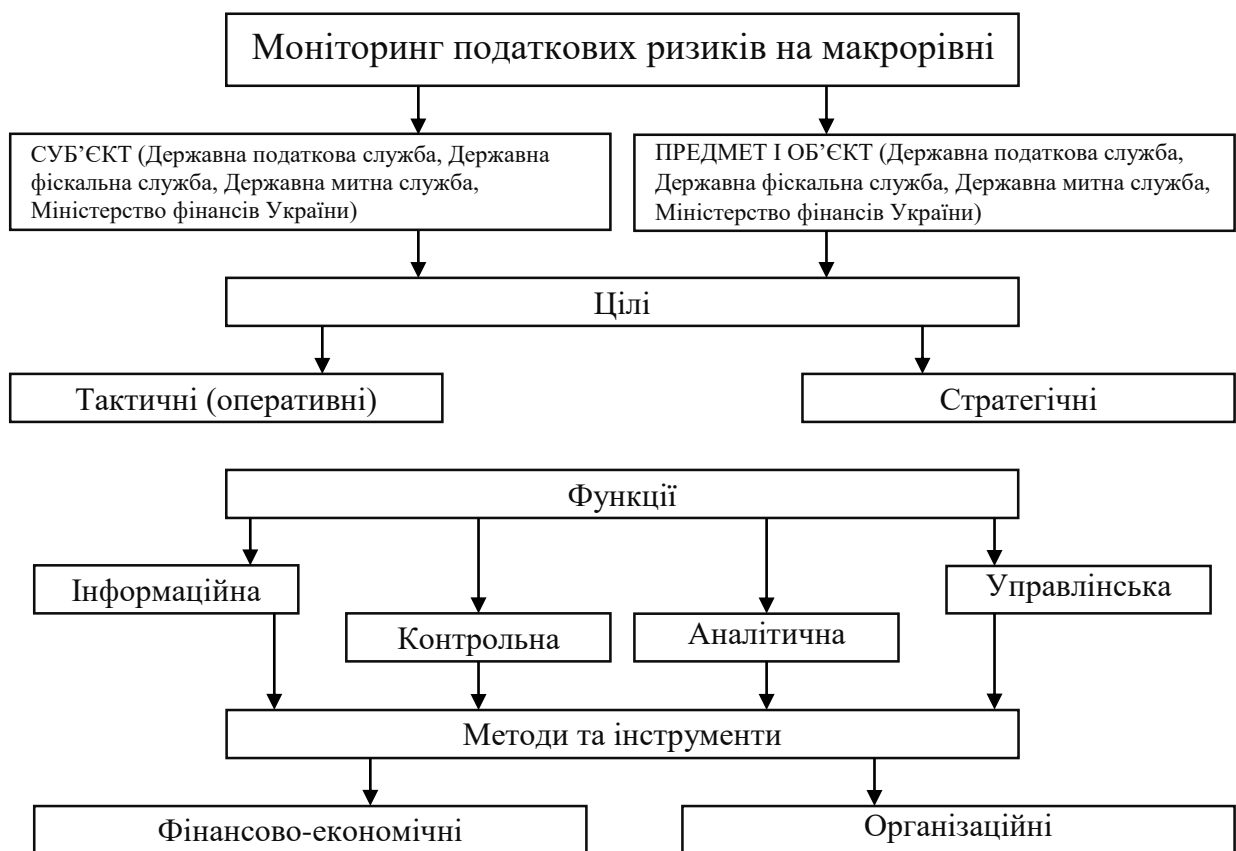 Моніторинг податкових ризиків на макрорівні
СУБ’ЄКТ (Державна податкова служба, Державна
фіскальна служба, Державна митна служба,
Міністерство фінансів України)
ПРЕДМЕТ І ОБ’ЄКТ (Державна податкова служба,
Державна фіскальна служба, Державна митна служба,
Міністерство фінансів України)
Цілі
Тактичні (оперативні)
Стратегічні
Функції
Інформаційна
Контрольна
Аналітична
Управлінська
Методи та інструменти
Фінансово-економічні
Організаційні